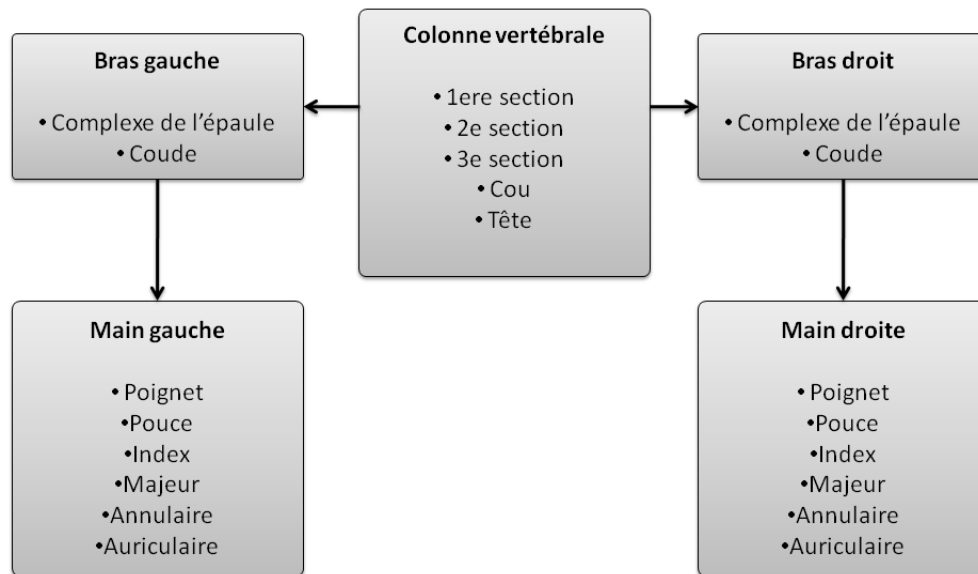 Bras gauche
• Complexe de l'épaule
• Coude
Colonne vertébrale
• 1ere section
• 2e section
• 3e section
• Cou
• Tête
Bras droit
• Complexe de l'épaule
• Coude
Main gauche
• Poignet
• Pouce
• Index
• Majeur
• Annulaire
• Auriculaire
Main droite
• Poignet
• Pouce
• Index
• Majeur
• Annulaire
• Auriculaire